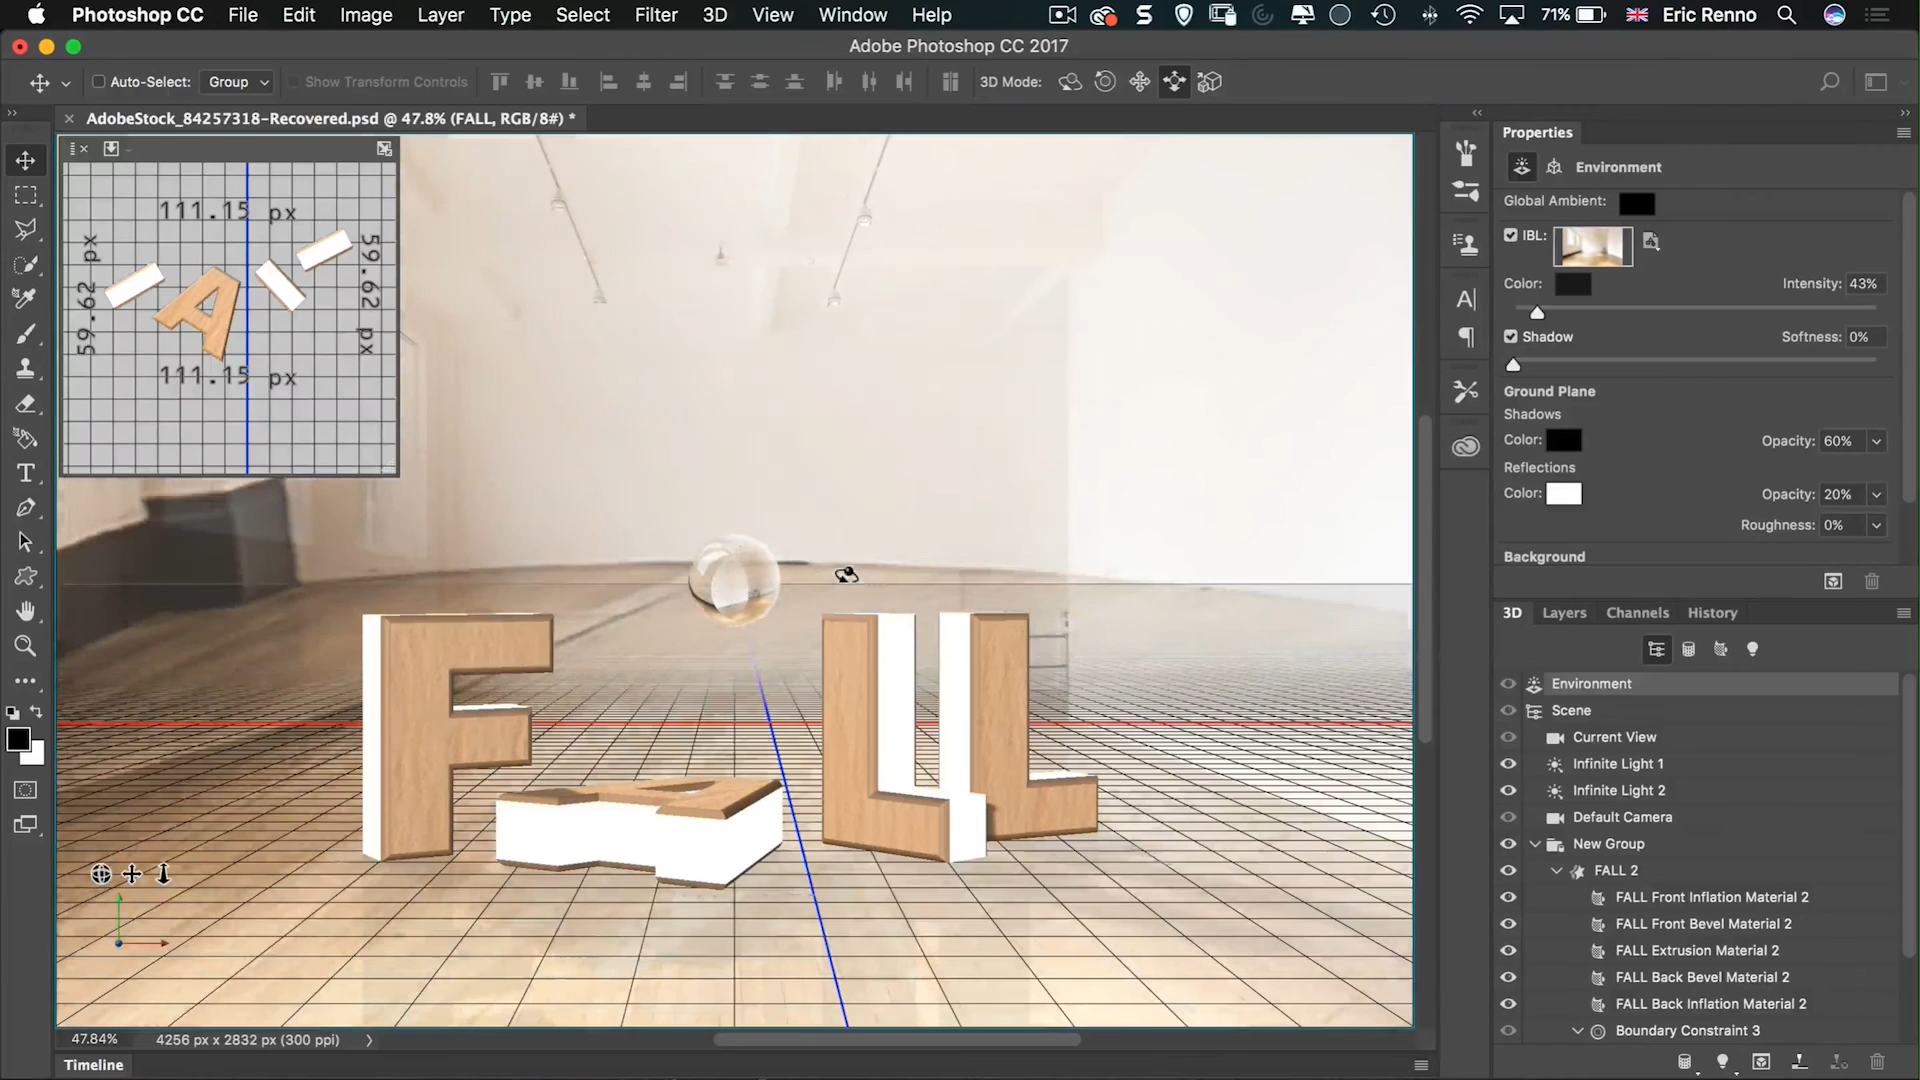 Photoshop CC File Edit Image Layer Type Select Filter 3D View Window Help 71% Eric Renno
Adobe Photoshop CC 2017
Auto-Select: Group Show Transform Controls 3D Mode:
AdobeStock_84257318-Recovered.psd @ 47.8% (FALL, RGB/8#) *
111.15 px
59.62 px
59.62 px
111.15 px
A
FALL
47.84% 4256 px x 2832 px (300 ppi)
Timeline
Properties
Environment
Global Ambient:
IBL:
Color: Intensity: 43%
Shadow Softness: 0%
Ground Plane
Shadows
Color: Opacity: 60%
Reflections
Color: Opacity: 20%
Roughness: 0%
Background
3D Layers Channels History
Environment
Scene
Current View
Infinite Light 1
Infinite Light 2
Default Camera
New Group
FALL 2
FALL Front Inflation Material 2
FALL Front Bevel Material 2
FALL Extrusion Material 2
FALL Back Bevel Material 2
FALL Back Inflation Material 2
Boundary Constraint 3